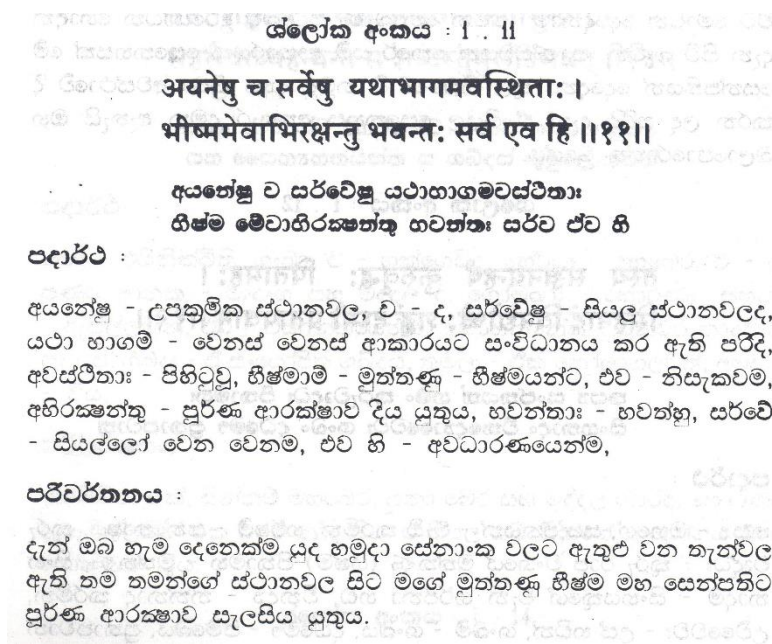 ශ්ලෝක අංකය : 1 .. 11
अयनेषु च सर्वेषु यथाभागमवस्थिताः ।
भीष्ममेवाभिरक्षन्तु भवन्तः सर्व एव हि ॥११॥
අයනේෂු ච සර්වේෂු යථාභාගමවස්ථිතාඃ
භීෂ්ම මේවාභිරක්ෂන්තු භවන්තඃ සර්ව ඒව හි
පදාර්ථ :
අයනේෂු - උපක්‍රමික ස්ථානවල, ච - ද, සර්වේෂු - සියලු ස්ථානවලද,
යථා භාගම් - වෙනස් වෙනස් ආකාරයට සංවිධානය කර ඇති පරිදි,
අවස්ථිතාඃ - පිහිටුවූ, භීෂ්මාම් - මුත්තණු - භීෂ්මයන්ට, එව - නිසැකවම,
අභිරක්ෂන්තු - පූර්ණ ආරක්ෂාව දිය යුතුය, භවන්තාඃ - භවත්හු, සර්වේ
- සියල්ලෝ වෙන වෙනම, එව හි - අවධාරණයෙන්ම,
පරිවර්තනය :
දැන් ඔබ හැම දෙනෙක්ම යුද හමුදා සේනාංක වලට ඇතුළු වන තැන්වල
ඇති තම තමන්ගේ ස්ථානවල සිට මගේ මුත්තණු භීෂ්ම මහ සෙන්පතිට
පූර්ණ ආරක්ෂාව සැලසිය යුතුය.